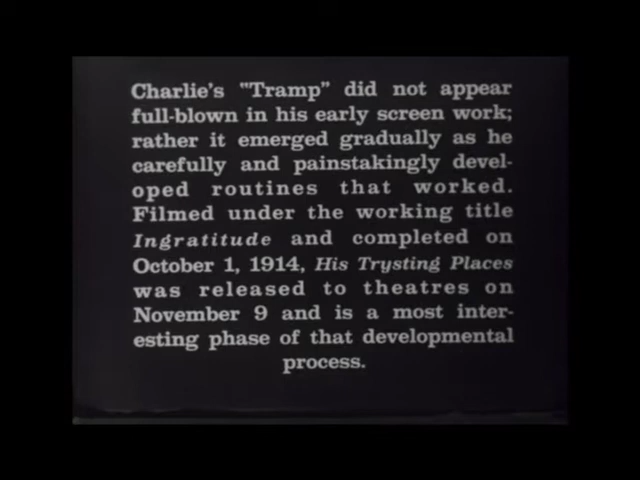 Charlie's "Tramp" did not appear
full-blown in his early screen work;
rather it emerged gradually as he
carefully and painstakingly devel-
oped routines that worked.
Filmed under the working title
Ingratitude and completed on
October 1, 1914, His Trysting Places
was released to theatres on
November 9 and is a most inter-
esting phase of that developmental
process.